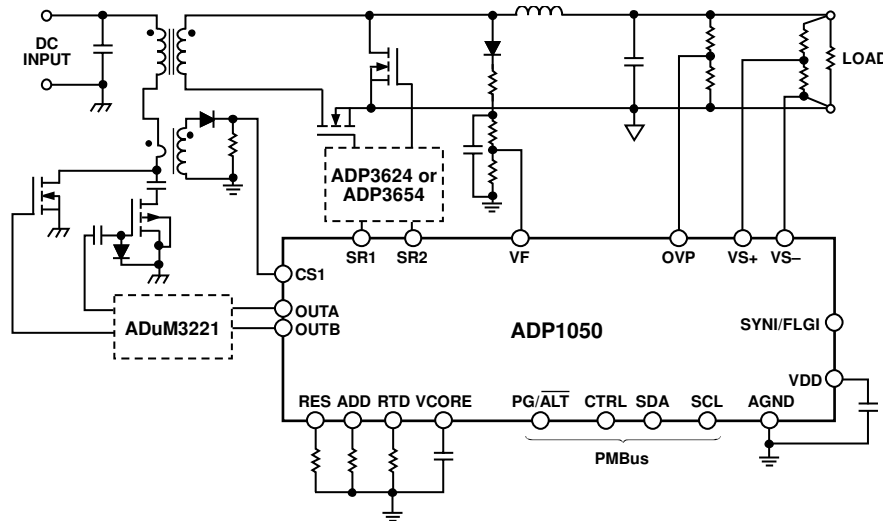 DC
INPUT
LOAD
ADP3624 or
ADP3654
SR1
SR2
VF
OVP
VS+
VS–
CS1
OUTA
OUTB
ADuM3221
ADP1050
SYNI/FLGI
VDD
RES
ADD
RTD
VCORE
PG/ALT
CTRL
SDA
SCL
AGND
PMBus